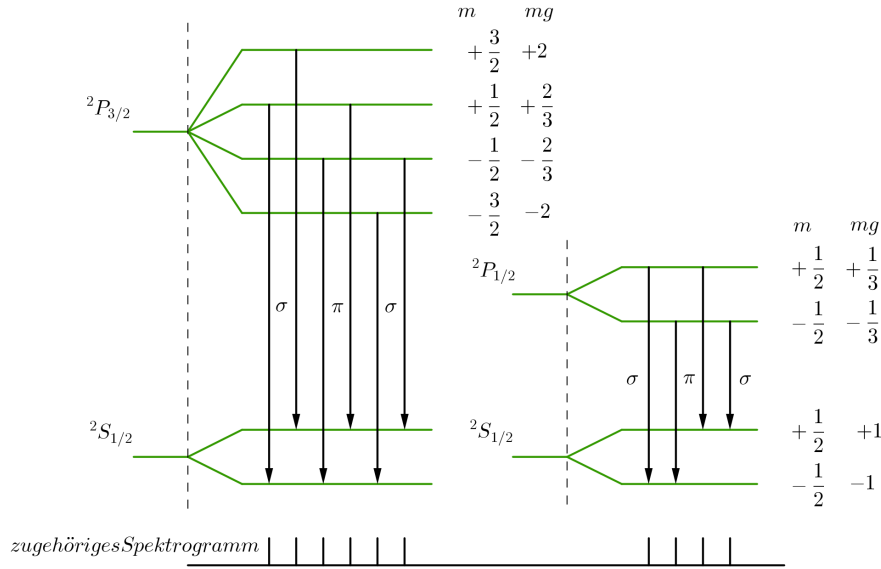 m mg
+3/2 +2
²P₃/₂
+1/2 +2/3
-1/2 -2/3
-3/2 -2
m mg
²P₁/₂
+1/2 +1/3
-1/2 -1/3
σ π σ
σ π σ
²S₁/₂
²S₁/₂
+1/2 +1
-1/2 -1
zugehörigesSpektrogramm